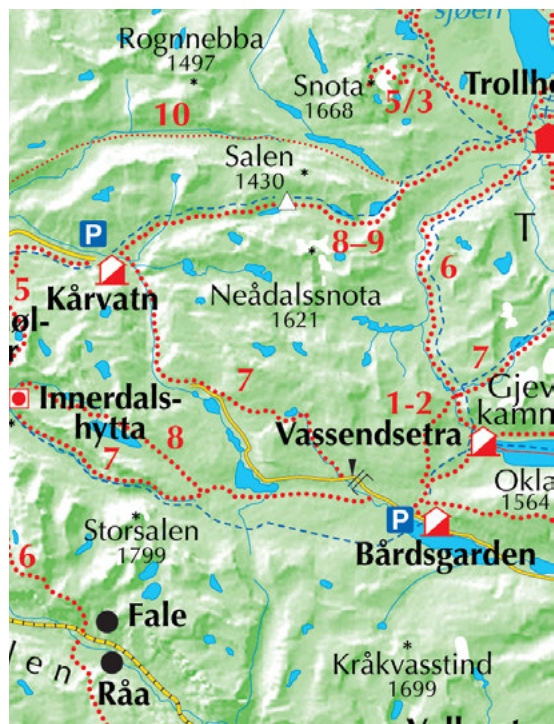 sjøen
Rognnebba
1497
Snota
1668
5/3
Trollh
10
Salen
1430
8–9
P
T
6
Kårvatn
5
Neådalssnota
1621
øl-
r
7
7
Innerdals-
hytta
1-2
Gjev
kamm
8
Vassendsetra
7
Okla
1564
Storsalen
1799
P
Bårdsgarden
6
Fale
len
Råa
Kråkvasstind
1699